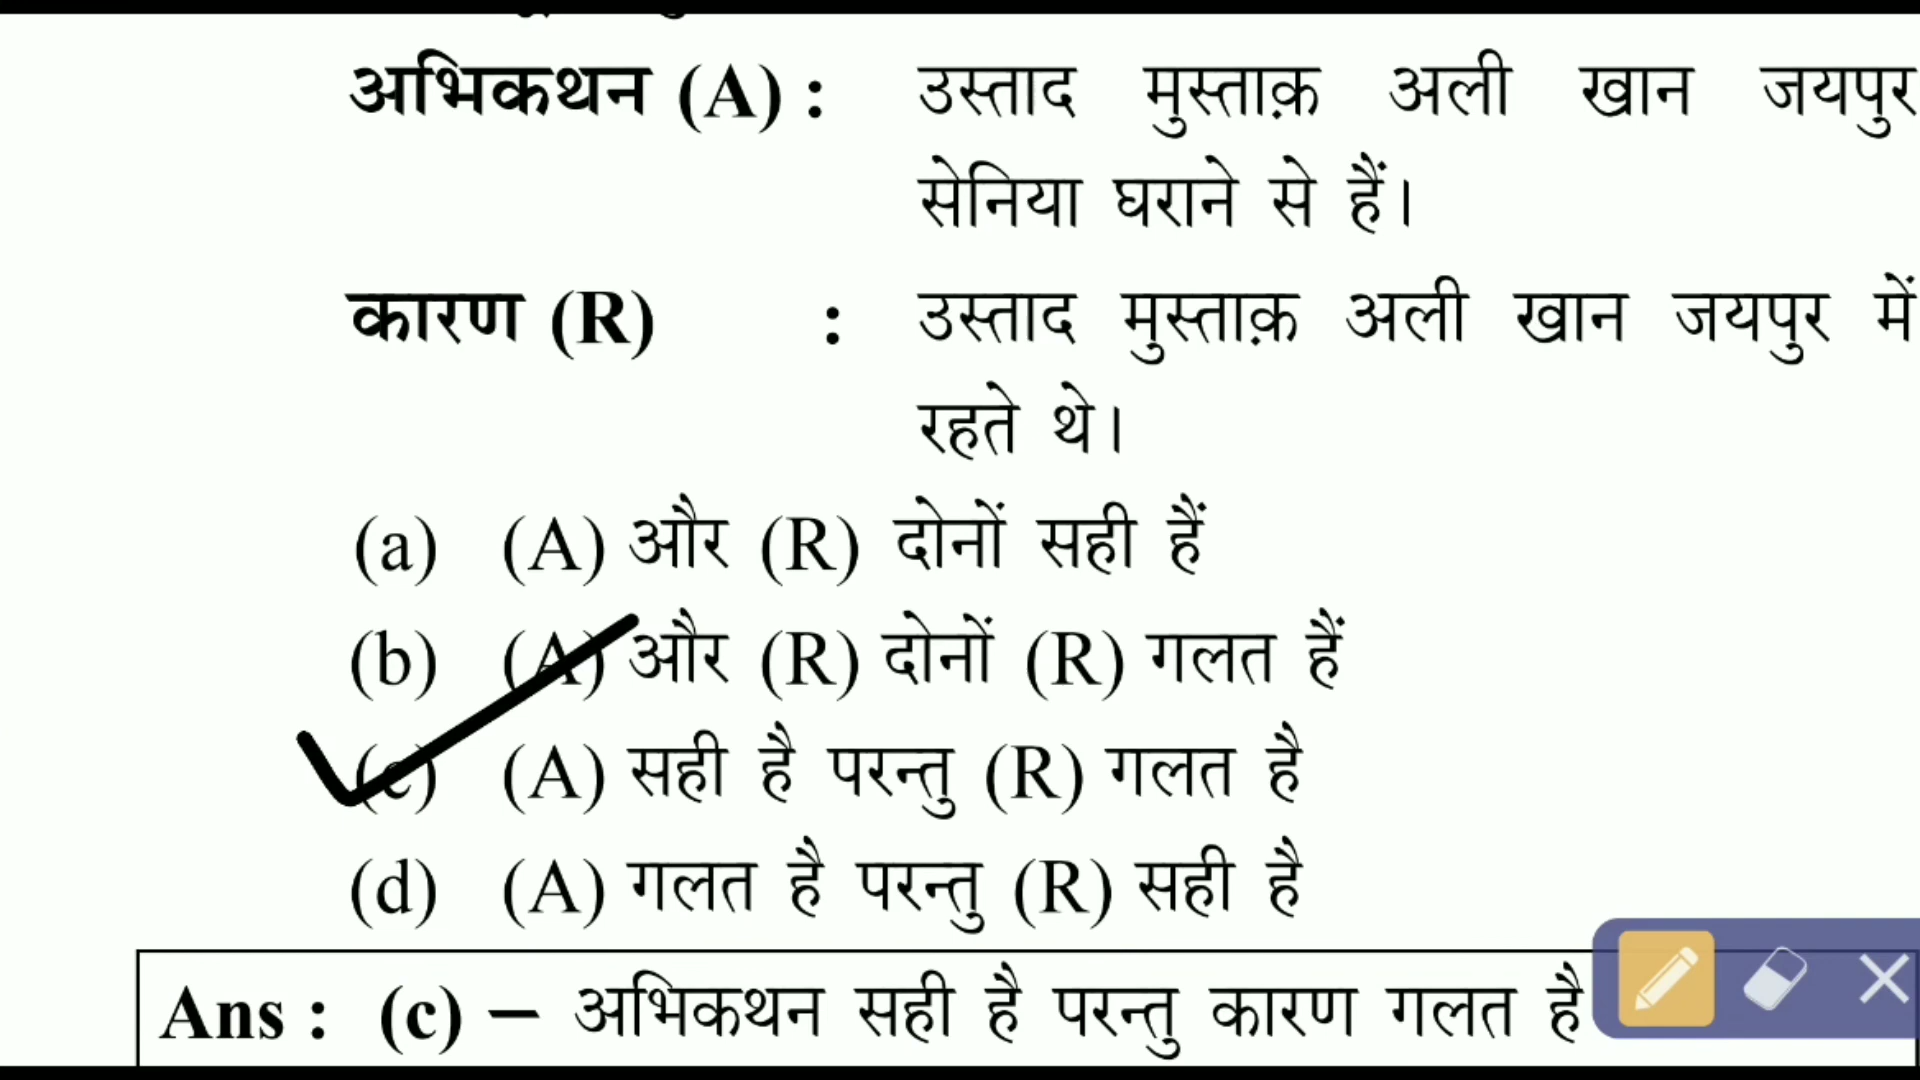 अभिकथन (A) : उस्ताद मुस्ताक़ अली खान जयपुर
सेनिया घराने से हैं।
कारण (R) : उस्ताद मुस्ताक़ अली खान जयपुर में
रहते थे।
(a) (A) और (R) दोनों सही हैं
(b) (A) और (R) दोनों (R) गलत हैं
(c) (A) सही है परन्तु (R) गलत है
(d) (A) गलत है परन्तु (R) सही है
Ans : (c) – अभिकथन सही है परन्तु कारण गलत है